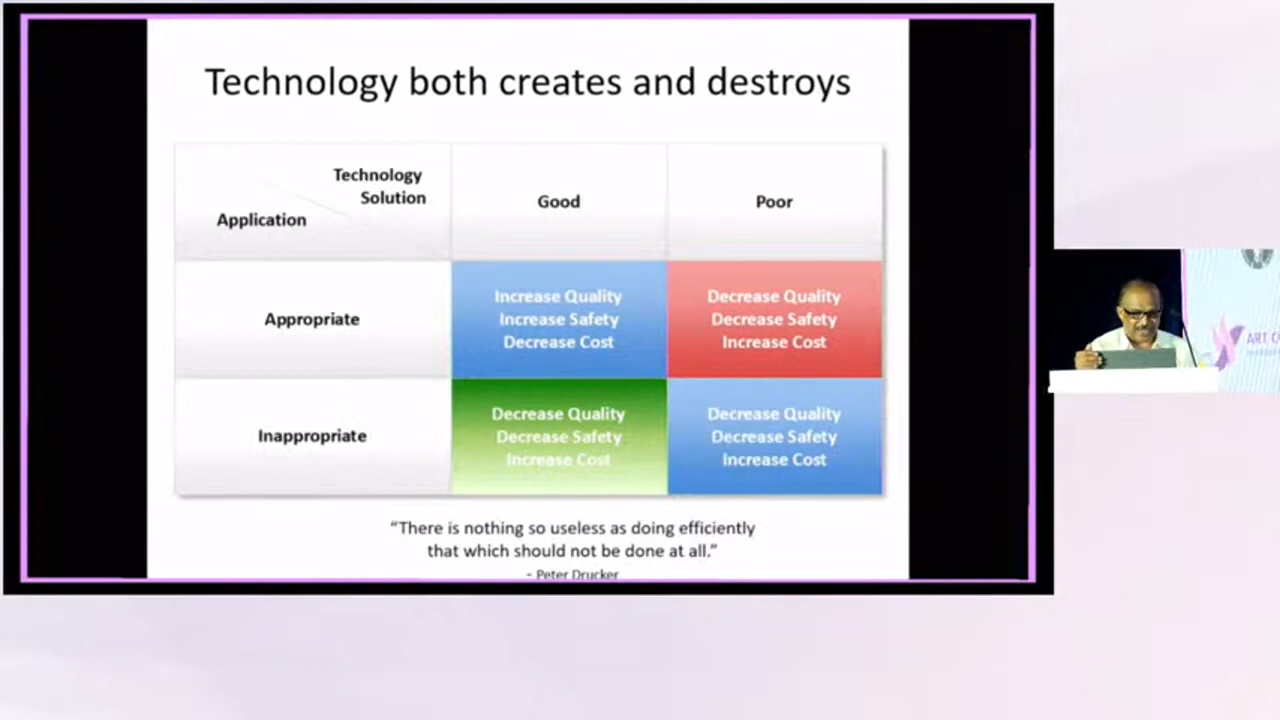 Technology both creates and destroys
Technology
Solution
Application
Good
Poor
Appropriate
Increase Quality
Increase Safety
Decrease Cost
Decrease Quality
Decrease Safety
Increase Cost
Inappropriate
Decrease Quality
Decrease Safety
Increase Cost
Decrease Quality
Decrease Safety
Increase Cost
“There is nothing so useless as doing efficiently
that which should not be done at all.”
– Peter Drucker
ART